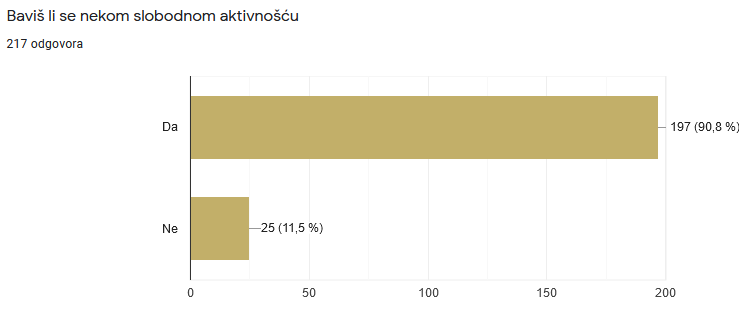 Baviš li se nekom slobodnom aktivnošću
217 odgovora
Da
197 (90,8 %)
Ne
25 (11,5 %)
0
50
100
150
200